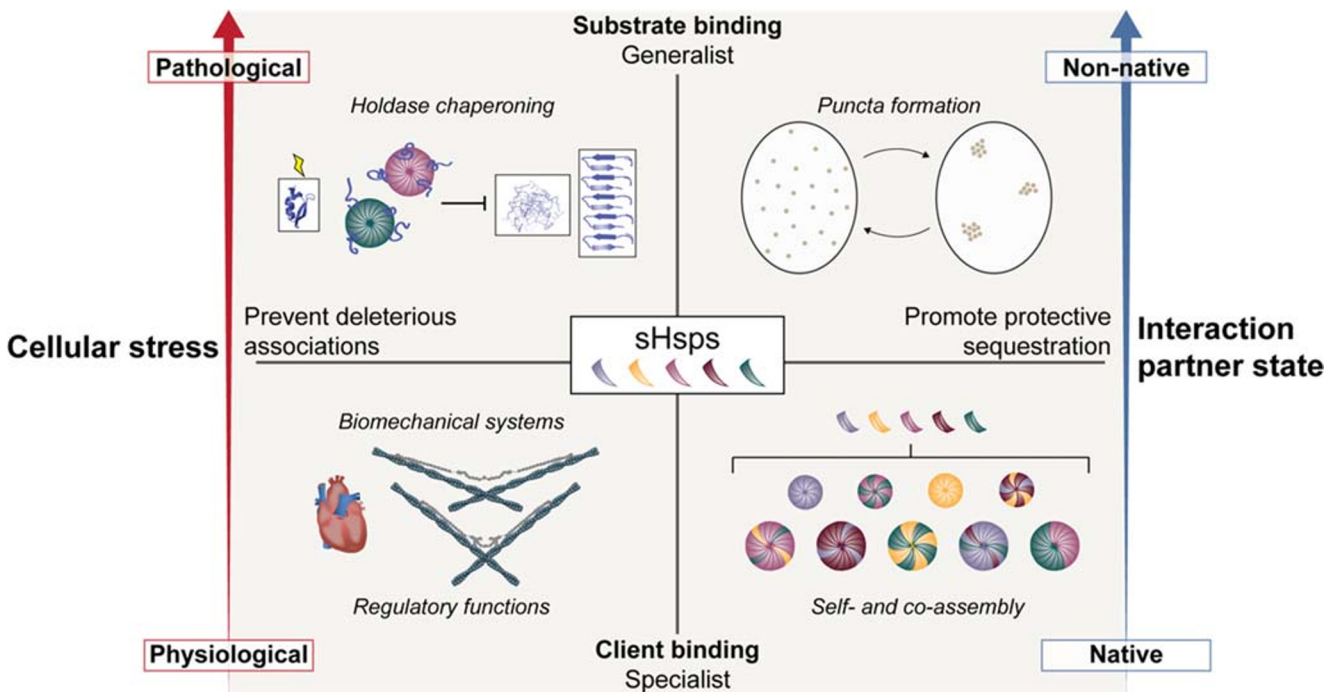 Substrate binding
Generalist
Pathological
Non-native
Holdase chaperoning
Puncta formation
Cellular stress
Prevent deleterious
associations
sHsps
Promote protective
sequestration
Interaction
partner state
Biomechanical systems
Regulatory functions
Self- and co-assembly
Physiological
Client binding
Specialist
Native